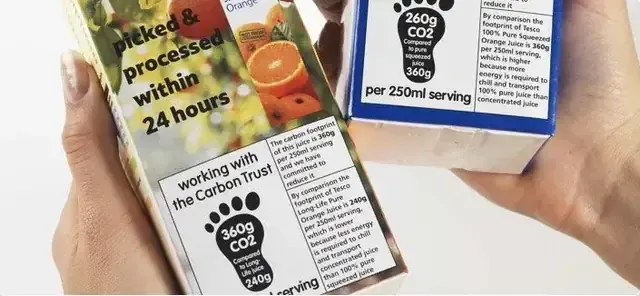 Orange
picked &
processed
within
24 hours
working with
the Carbon Trust
360g
CO2
Compared
to Long-
Life juice
240g
serving
The carbon footprint
of this juice is 360g
per 250ml serving
and we have
committed to
reduce it
By comparison the
footprint of Tesco
Long-Life Pure
Orange Juice is 240g
per 250ml serving,
which is lower
because less energy
is required to chill
and transport
concentrated juice
than 100% pure
squeezed juice
260g
CO2
Compared
to pure
squeezed
juice
360g
per 250ml serving
reduce it
By comparison the
footprint of Tesco
100% Pure Squeezed
Orange Juice is 360g
per 250ml serving,
which is higher
because more
energy is required to
chill and transport
100% pure juice than
concentrated juice